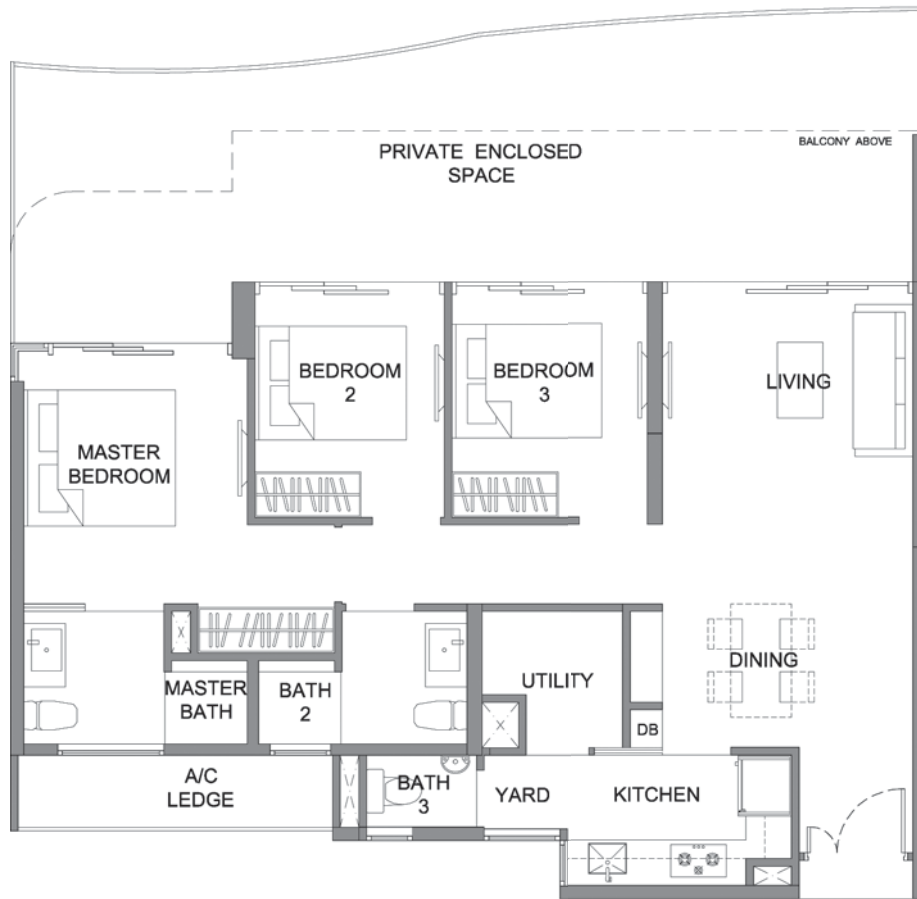 PRIVATE ENCLOSED
SPACE
BALCONY ABOVE
BEDROOM
2
BEDROOM
3
LIVING
MASTER
BEDROOM
MASTER
BATH
BATH
2
UTILITY
DINING
DB
A/C
LEDGE
BATH
3
YARD
KITCHEN